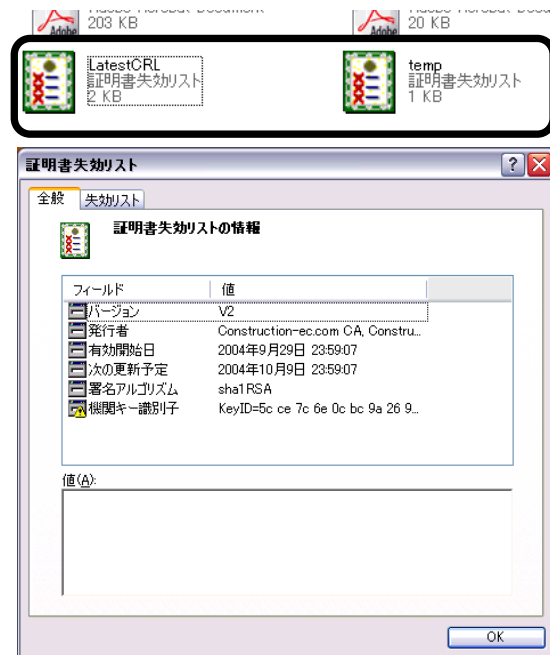 203 KB
20 KB
Adobe
Adobe
LatestCRL
証明書失効リスト
2 KB
temp
証明書失効リスト
1 KB
証明書失効リスト
全般
失効リスト
証明書失効リストの情報
フィールド 値
バージョン V2
発行者 Construction-ec.com CA, Constru...
有効開始日 2004年9月29日 23:59:07
次の更新予定 2004年10月9日 23:59:07
署名アルゴリズム sha1RSA
機関キー識別子 KeyID=5c ce 7c 6e 0c bc 9a 26 9...
値(A):
OK